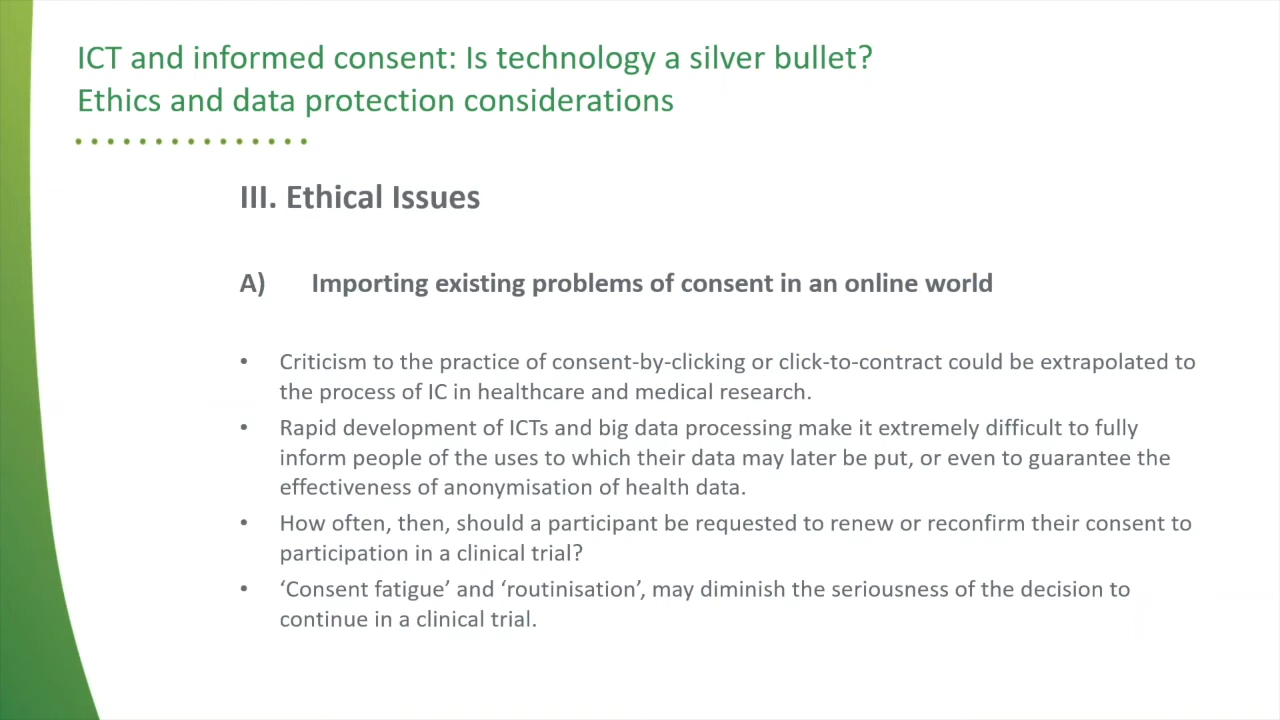 ICT and informed consent: Is technology a silver bullet?
Ethics and data protection considerations
III. Ethical Issues
A) Importing existing problems of consent in an online world
• Criticism to the practice of consent-by-clicking or click-to-contract could be extrapolated to
the process of IC in healthcare and medical research.
• Rapid development of ICTs and big data processing make it extremely difficult to fully
inform people of the uses to which their data may later be put, or even to guarantee the
effectiveness of anonymisation of health data.
• How often, then, should a participant be requested to renew or reconfirm their consent to
participation in a clinical trial?
• ‘Consent fatigue’ and ‘routinisation’, may diminish the seriousness of the decision to
continue in a clinical trial.